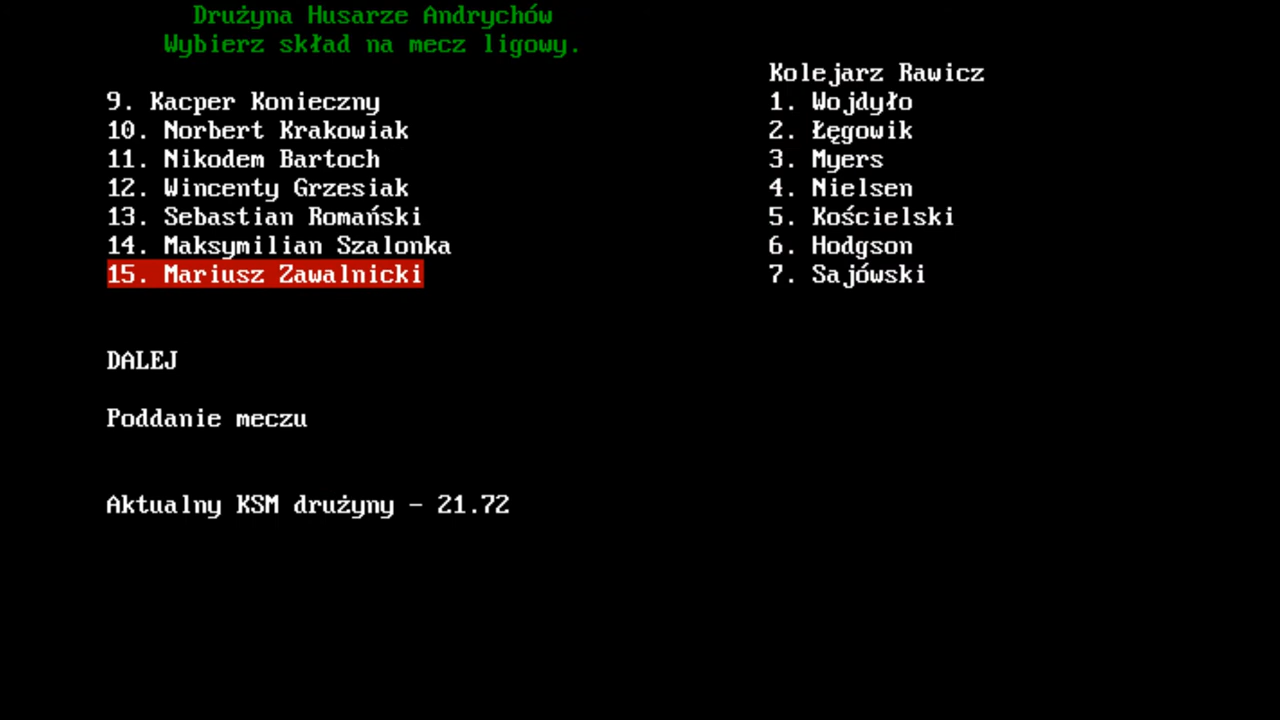 Drużyna Husarze Andrychów
Wybierz skład na mecz ligowy.
9. Kacper Konieczny
10. Norbert Krakowiak
11. Nikodem Bartoch
12. Wincenty Grzesiak
13. Sebastian Romański
14. Maksymilian Szalonka
15. Mariusz Zawalnicki
DALEJ
Poddanie meczu
Aktualny KSM drużyny - 21.72
Kolejarz Rawicz
1. Wojdyło
2. Łęgowik
3. Myers
4. Nielsen
5. Kościelski
6. Hodgson
7. Sajówski